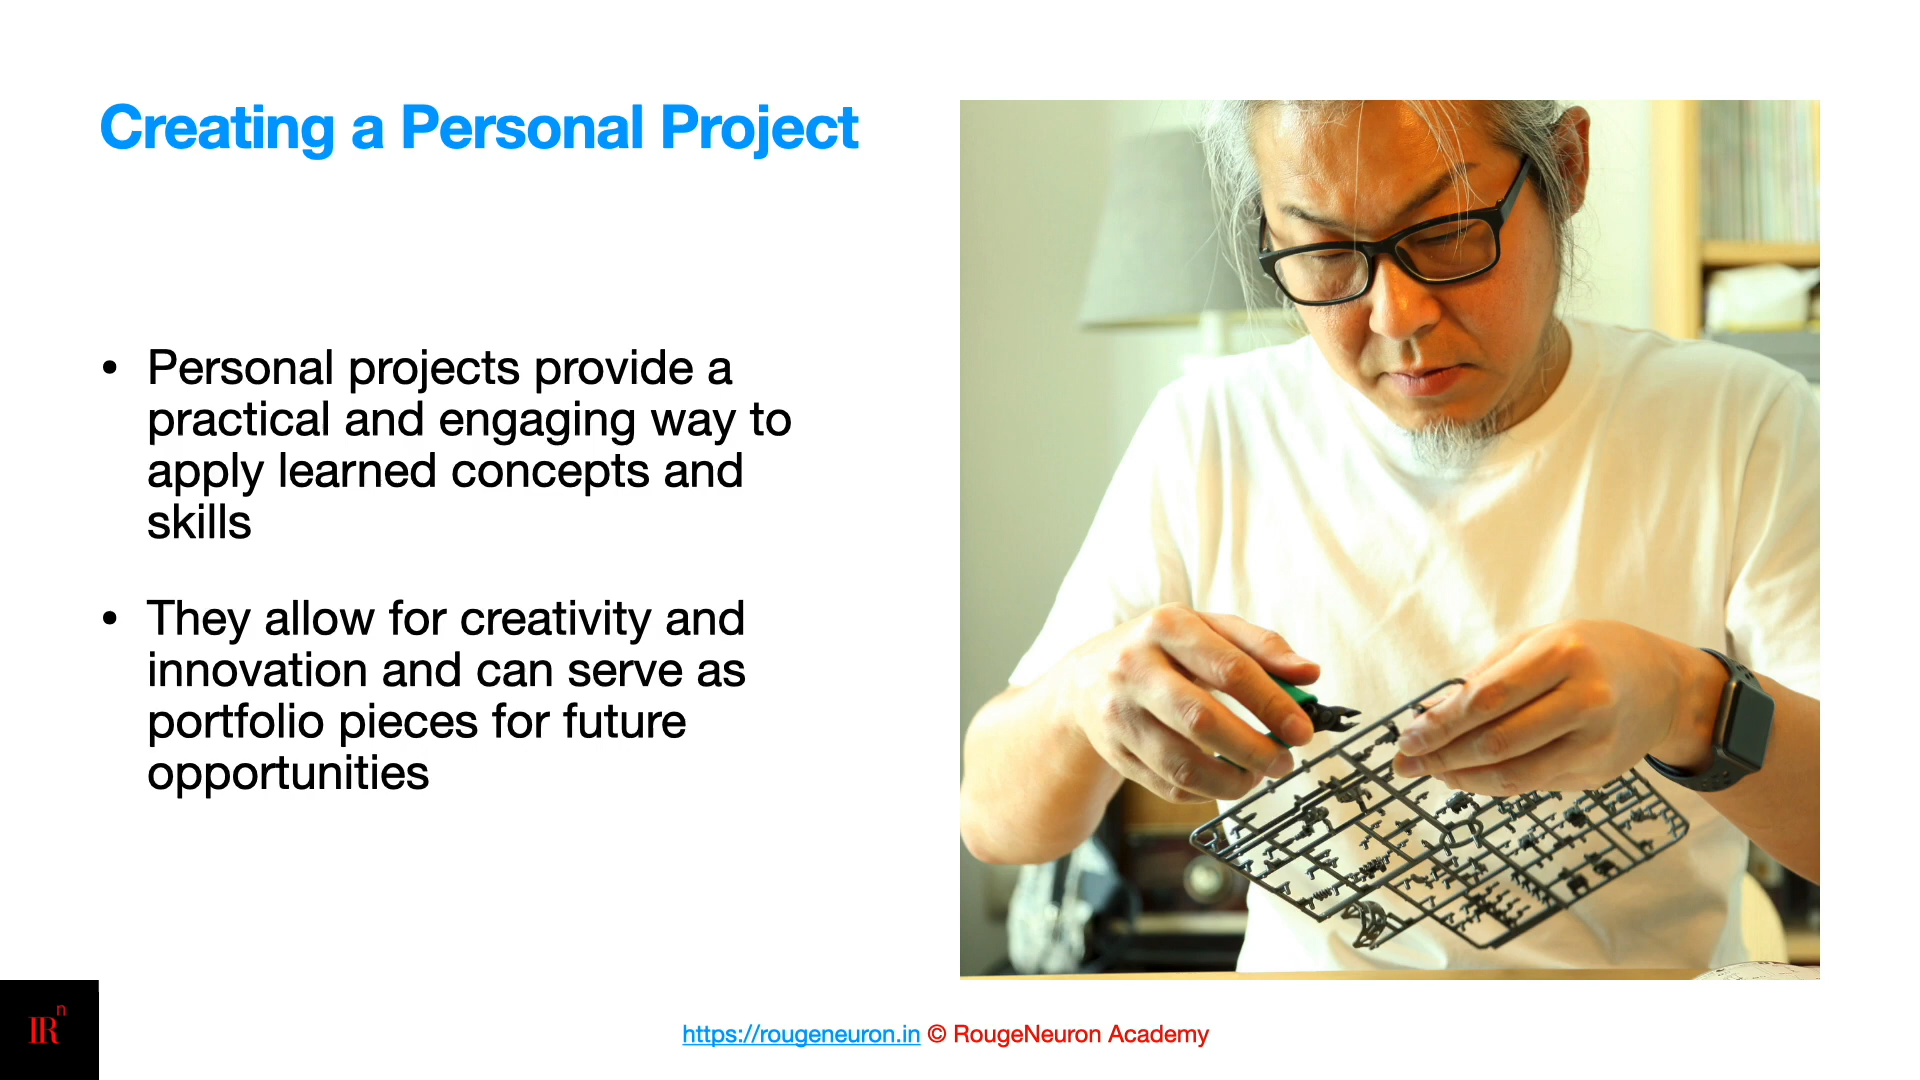 Creating a Personal Project
• Personal projects provide a
practical and engaging way to
apply learned concepts and
skills
• They allow for creativity and
innovation and can serve as
portfolio pieces for future
opportunities
IR n
https://rougeneuron.in © RougeNeuron Academy